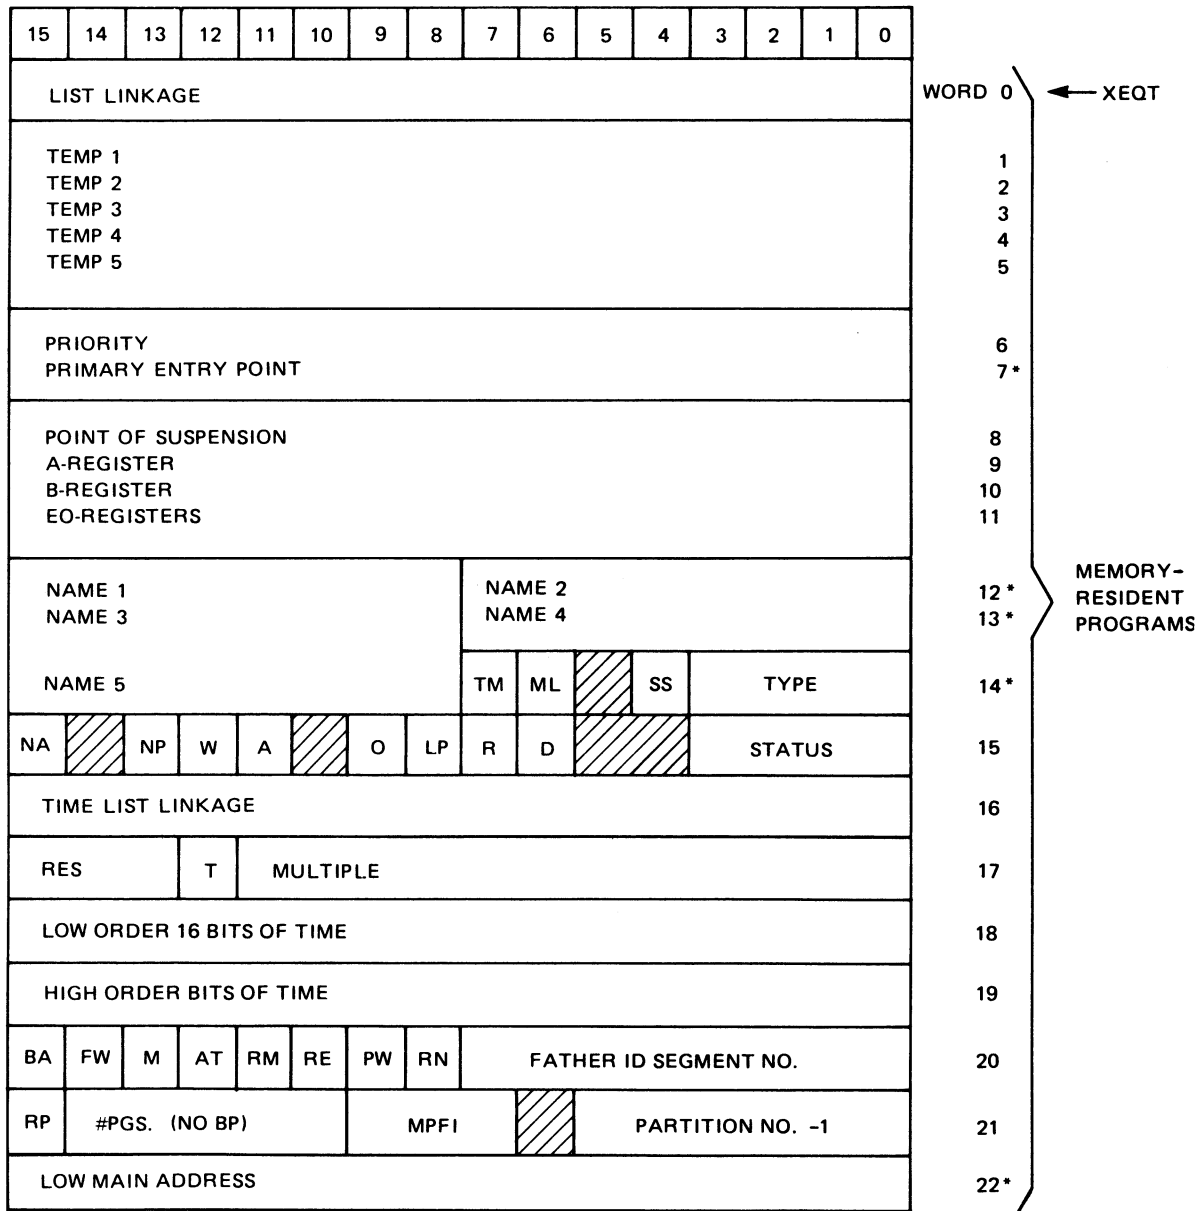 15 14 13 12 11 10 9 8 7 6 5 4 3 2 1 0
LIST LINKAGE WORD 0 XEQT
TEMP 1 1
TEMP 2 2
TEMP 3 3
TEMP 4 4
TEMP 5 5
PRIORITY 6
PRIMARY ENTRY POINT 7*
POINT OF SUSPENSION 8
A-REGISTER 9
B-REGISTER 10
EO-REGISTERS 11
NAME 1 NAME 2 12*
NAME 3 NAME 4 13*
MEMORY-
RESIDENT
PROGRAMS
NAME 5 TM ML SS TYPE 14*
NA NP W A O LP R D STATUS 15
TIME LIST LINKAGE 16
RES T MULTIPLE 17
LOW ORDER 16 BITS OF TIME 18
HIGH ORDER BITS OF TIME 19
BA FW M AT RM RE PW RN FATHER ID SEGMENT NO. 20
RP #PGS. (NO BP) MPFI PARTITION NO. -1 21
LOW MAIN ADDRESS 22*